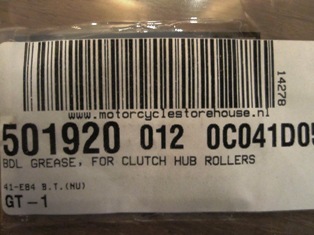 14278
www.motorcyclestorehouse.nl
501920 012 0C041D05
BDL GREASE, FOR CLUTCH HUB ROLLERS
41-E84 B.T.(NU)
GT-1